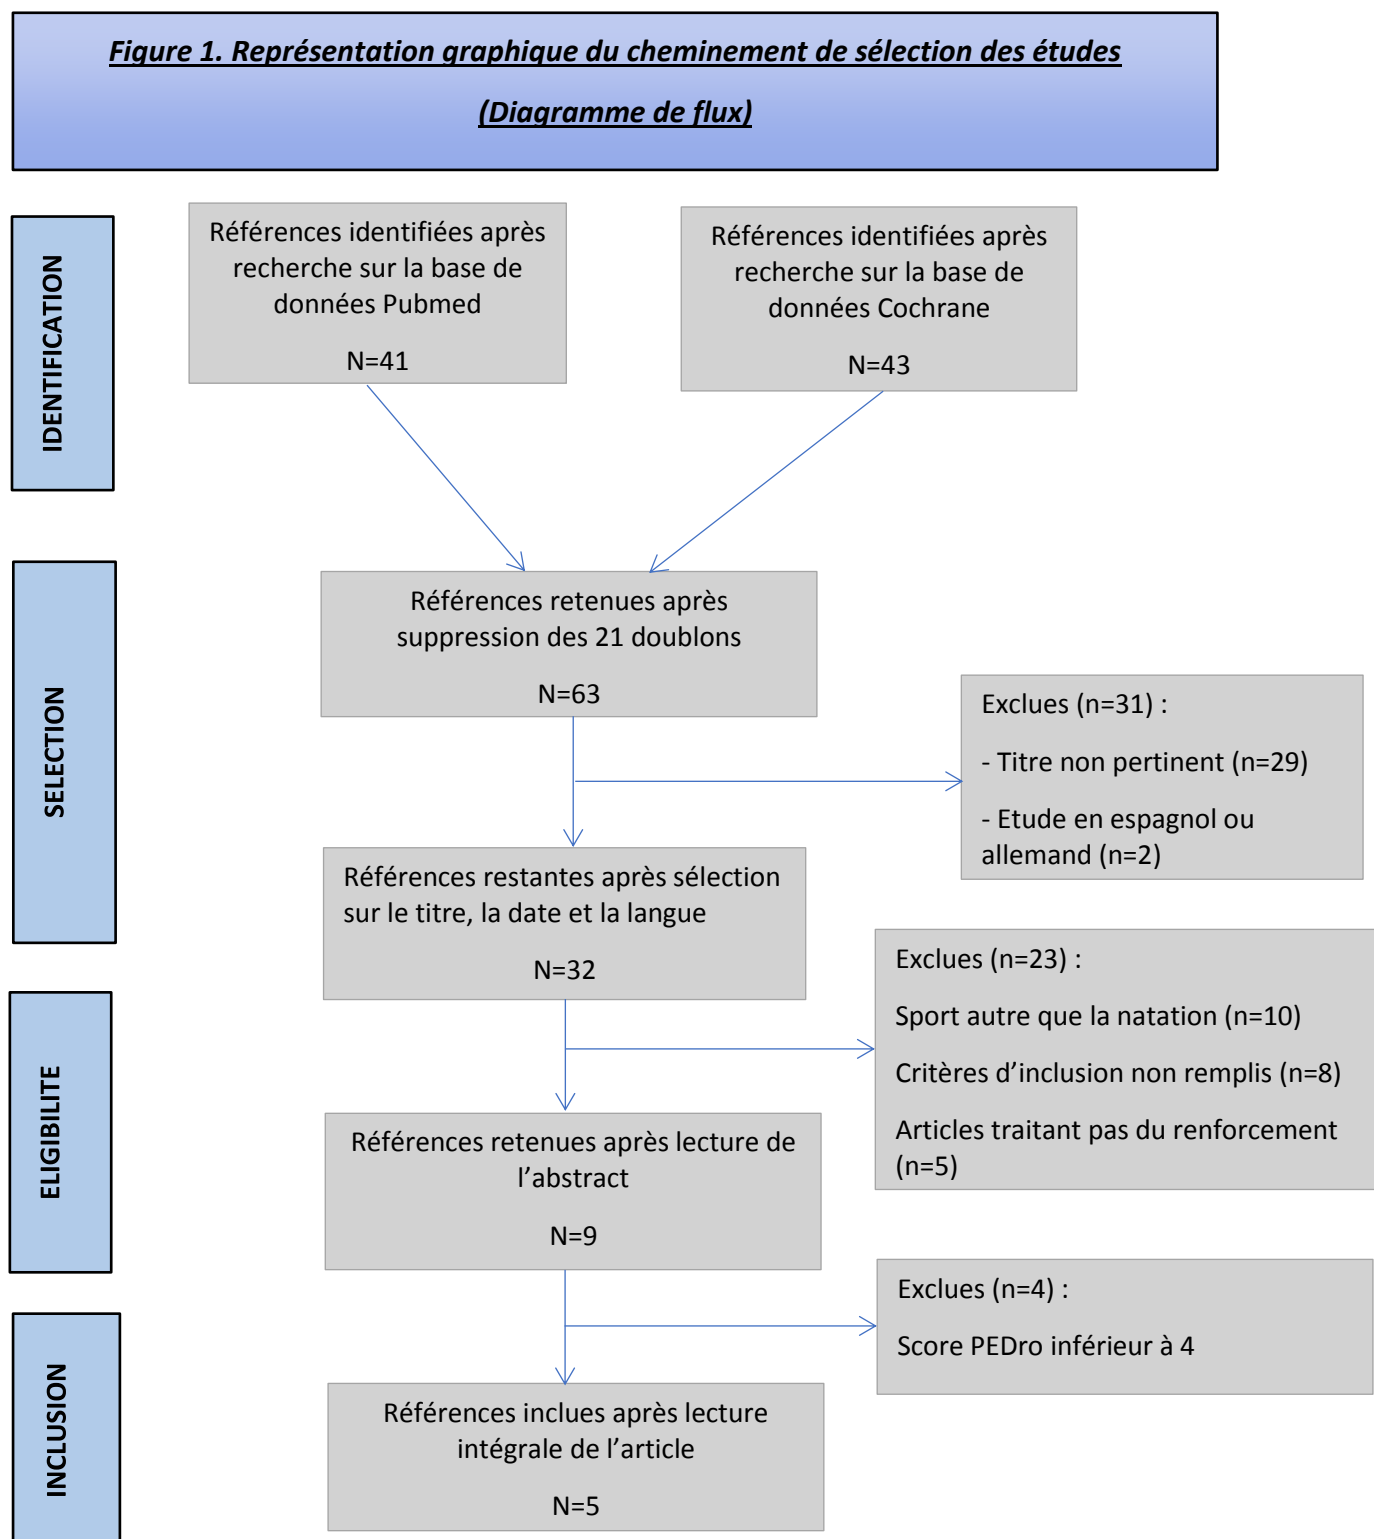 Figure 1. Représentation graphique du cheminement de sélection des études
(Diagramme de flux)
IDENTIFICATION
Références identifiées après
recherche sur la base de
données Pubmed
N=41
Références identifiées après
recherche sur la base de
données Cochrane
N=43
SELECTION
Références retenues après
suppression des 21 doublons
N=63
Exclues (n=31) :
- Titre non pertinent (n=29)
- Etude en espagnol ou
allemand (n=2)
Références restantes après sélection
sur le titre, la date et la langue
N=32
ELIGIBILITE
Exclues (n=23) :
Sport autre que la natation (n=10)
Critères d’inclusion non remplis (n=8)
Articles traitant pas du renforcement
(n=5)
Références retenues après lecture de
l’abstract
N=9
INCLUSION
Exclues (n=4) :
Score PEDro inférieur à 4
Références inclues après lecture
intégrale de l’article
N=5